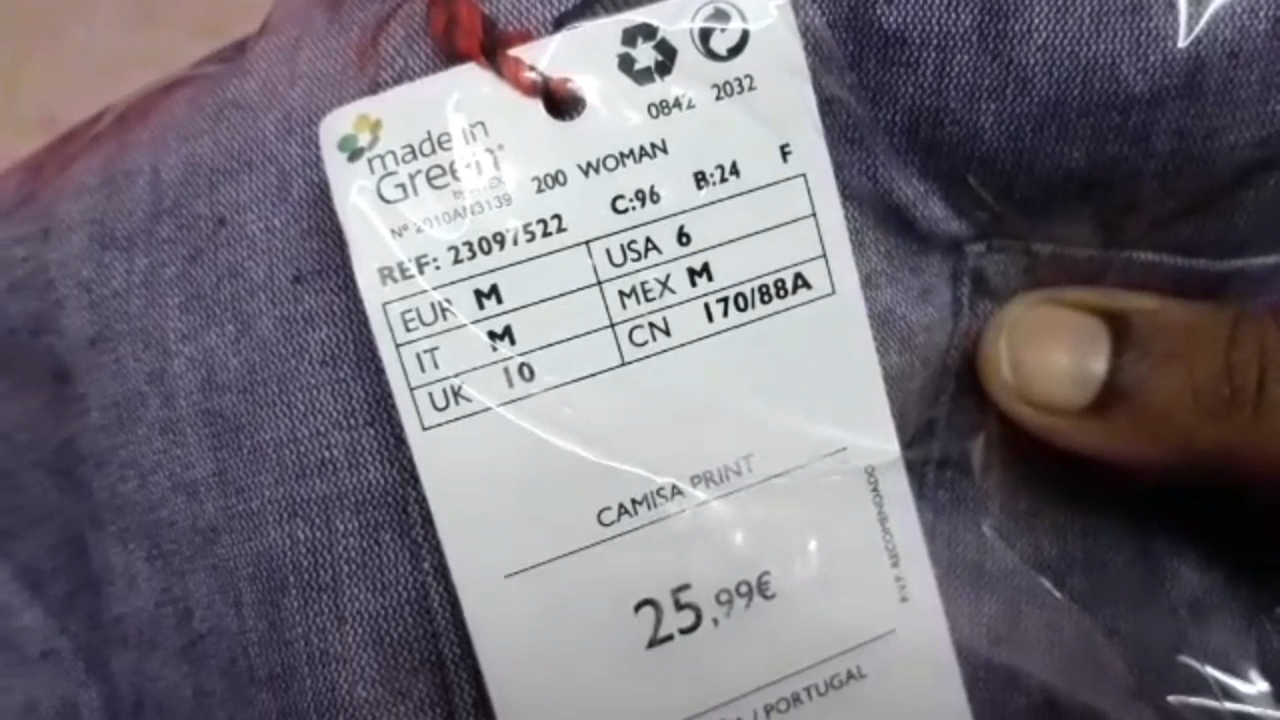 0842 2032
made in
Green®
200 WOMAN
REF: 23097522 C:96 B:24 F
EUR M USA 6
IT M MEX M
UK 10 CN 170/88A
CAMISA PRINT
25,99€
P.V.P. RECOMENDADO
/ PORTUGAL